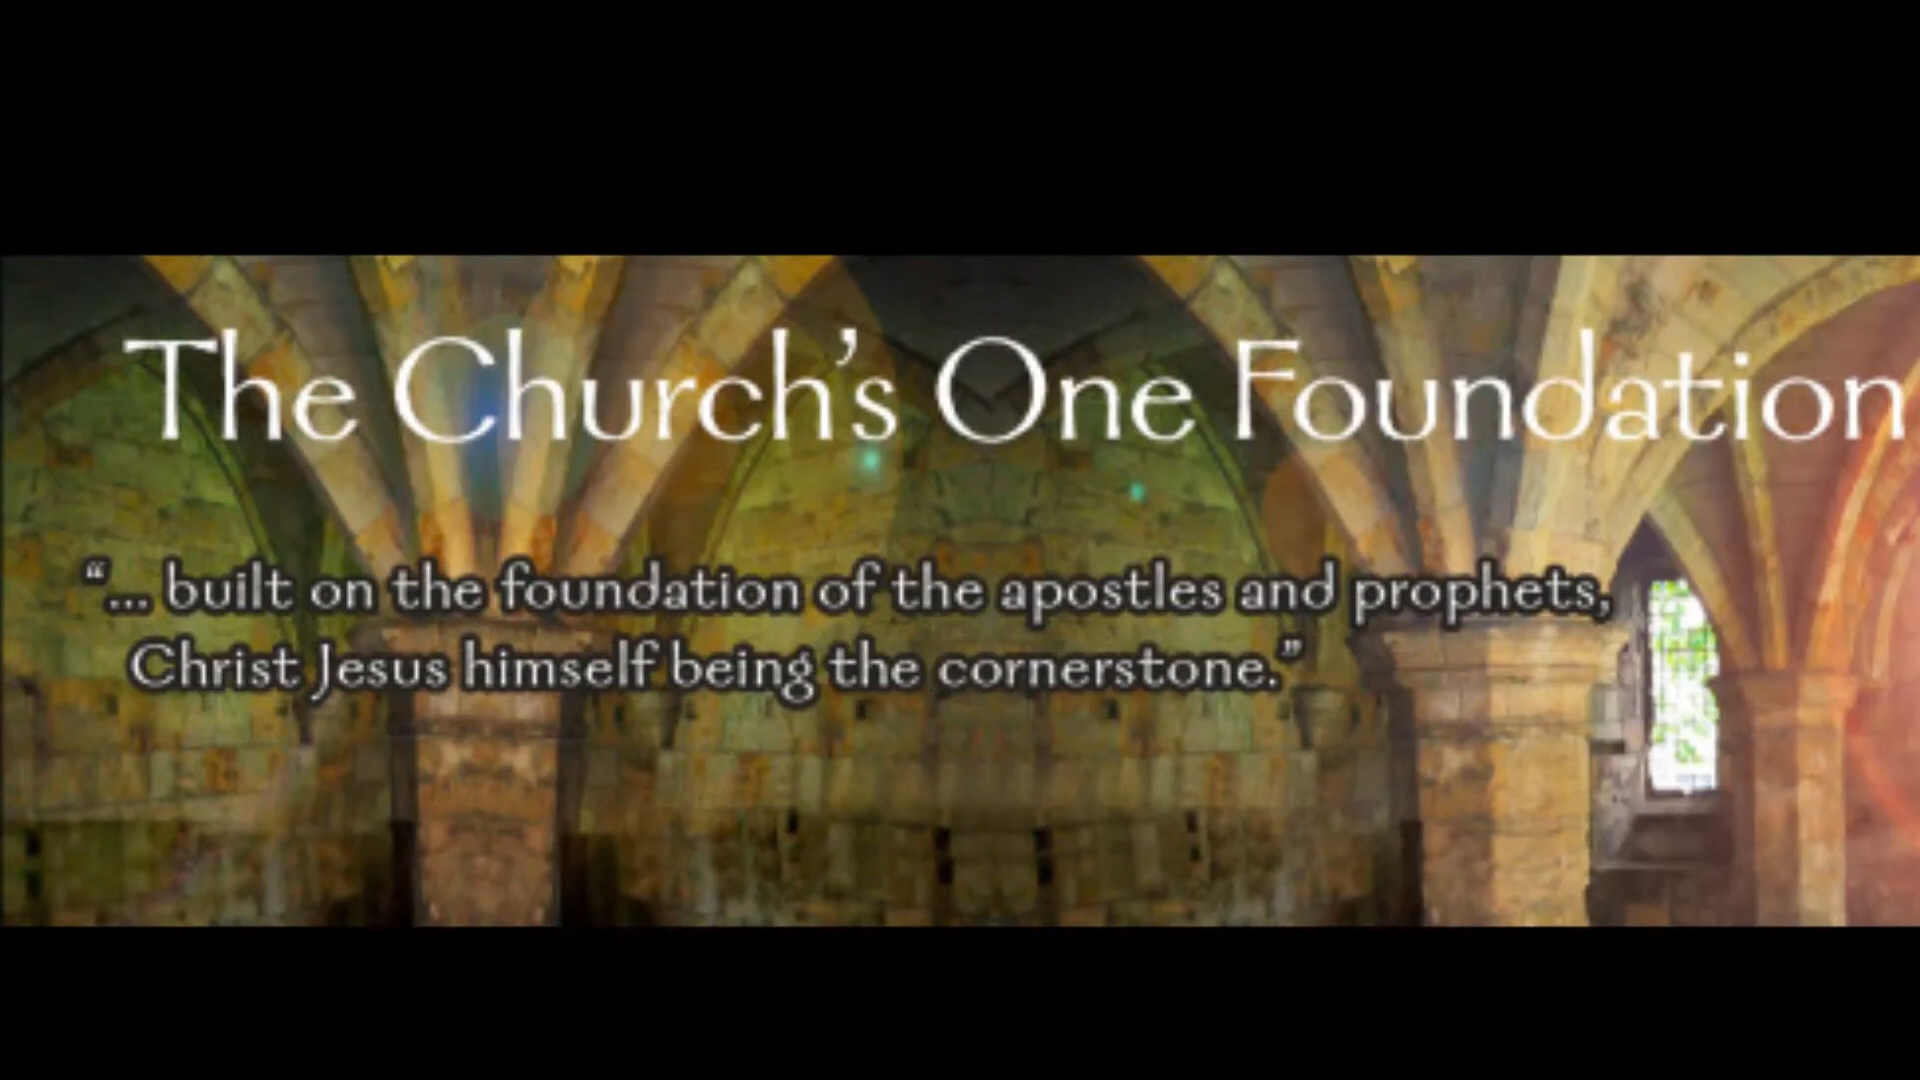 The Church’s One Foundation
“... built on the foundation of the apostles and prophets,
Christ Jesus himself being the cornerstone.”